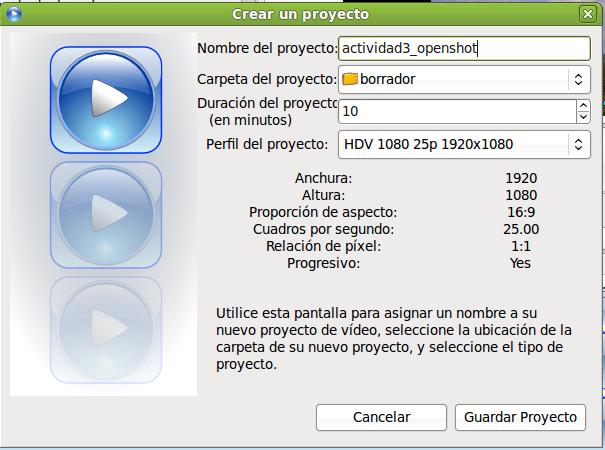 Crear un proyecto
Nombre del proyecto: actividad3_openshot
Carpeta del proyecto: borrador
Duración del proyecto
(en minutos) 10
Perfil del proyecto: HDV 1080 25p 1920x1080
Anchura: 1920
Altura: 1080
Proporción de aspecto: 16:9
Cuadros por segundo: 25.00
Relación de píxel: 1:1
Progresivo: Yes
Utilice esta pantalla para asignar un nombre a su
nuevo proyecto de vídeo, seleccione la ubicación de la
carpeta de su nuevo proyecto, y seleccione el tipo de
proyecto.
Cancelar Guardar Proyecto